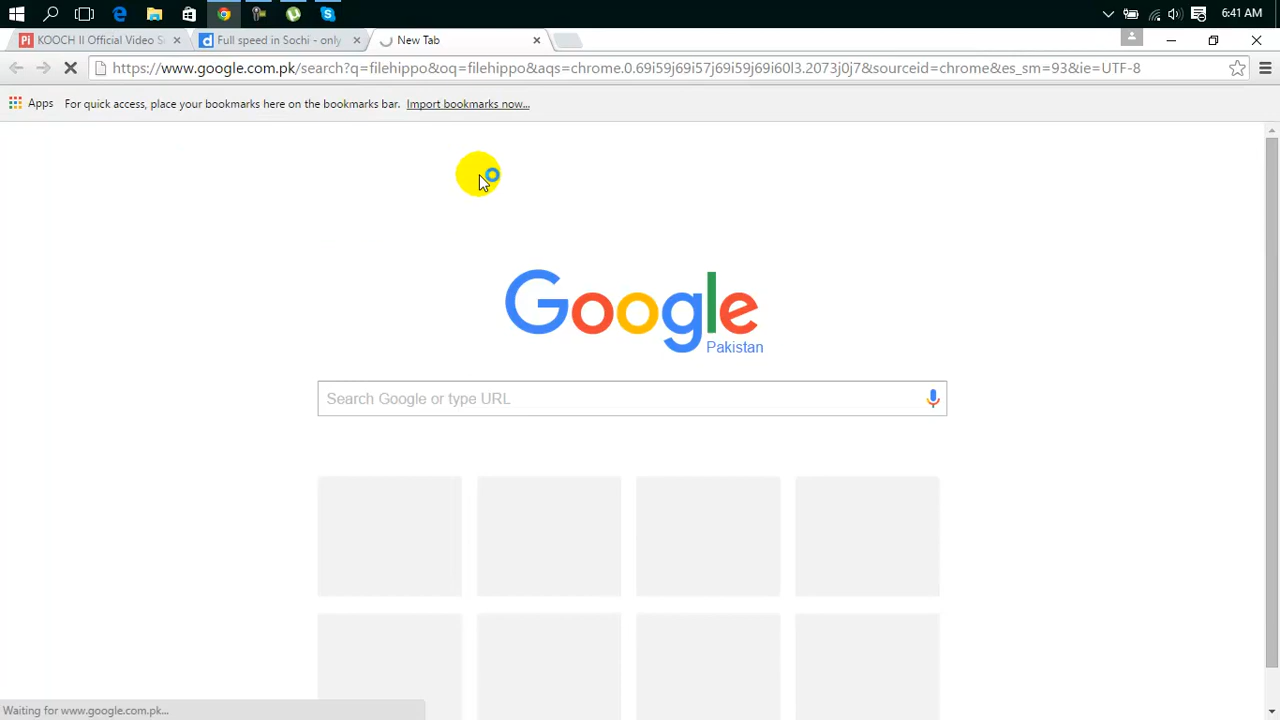 6:41 AM
Pi KOOCH II Official Video S
d Full speed in Sochi - only
New Tab
https://www.google.com.pk/search?q=filehippo&oq=filehippo&aqs=chrome.0.69i59j69i57j69i59j69i60l3.2073j0j7&sourceid=chrome&es_sm=93&ie=UTF-8
Apps For quick access, place your bookmarks here on the bookmarks bar. Import bookmarks now...
Google
Pakistan
Search Google or type URL
Waiting for www.google.com.pk...